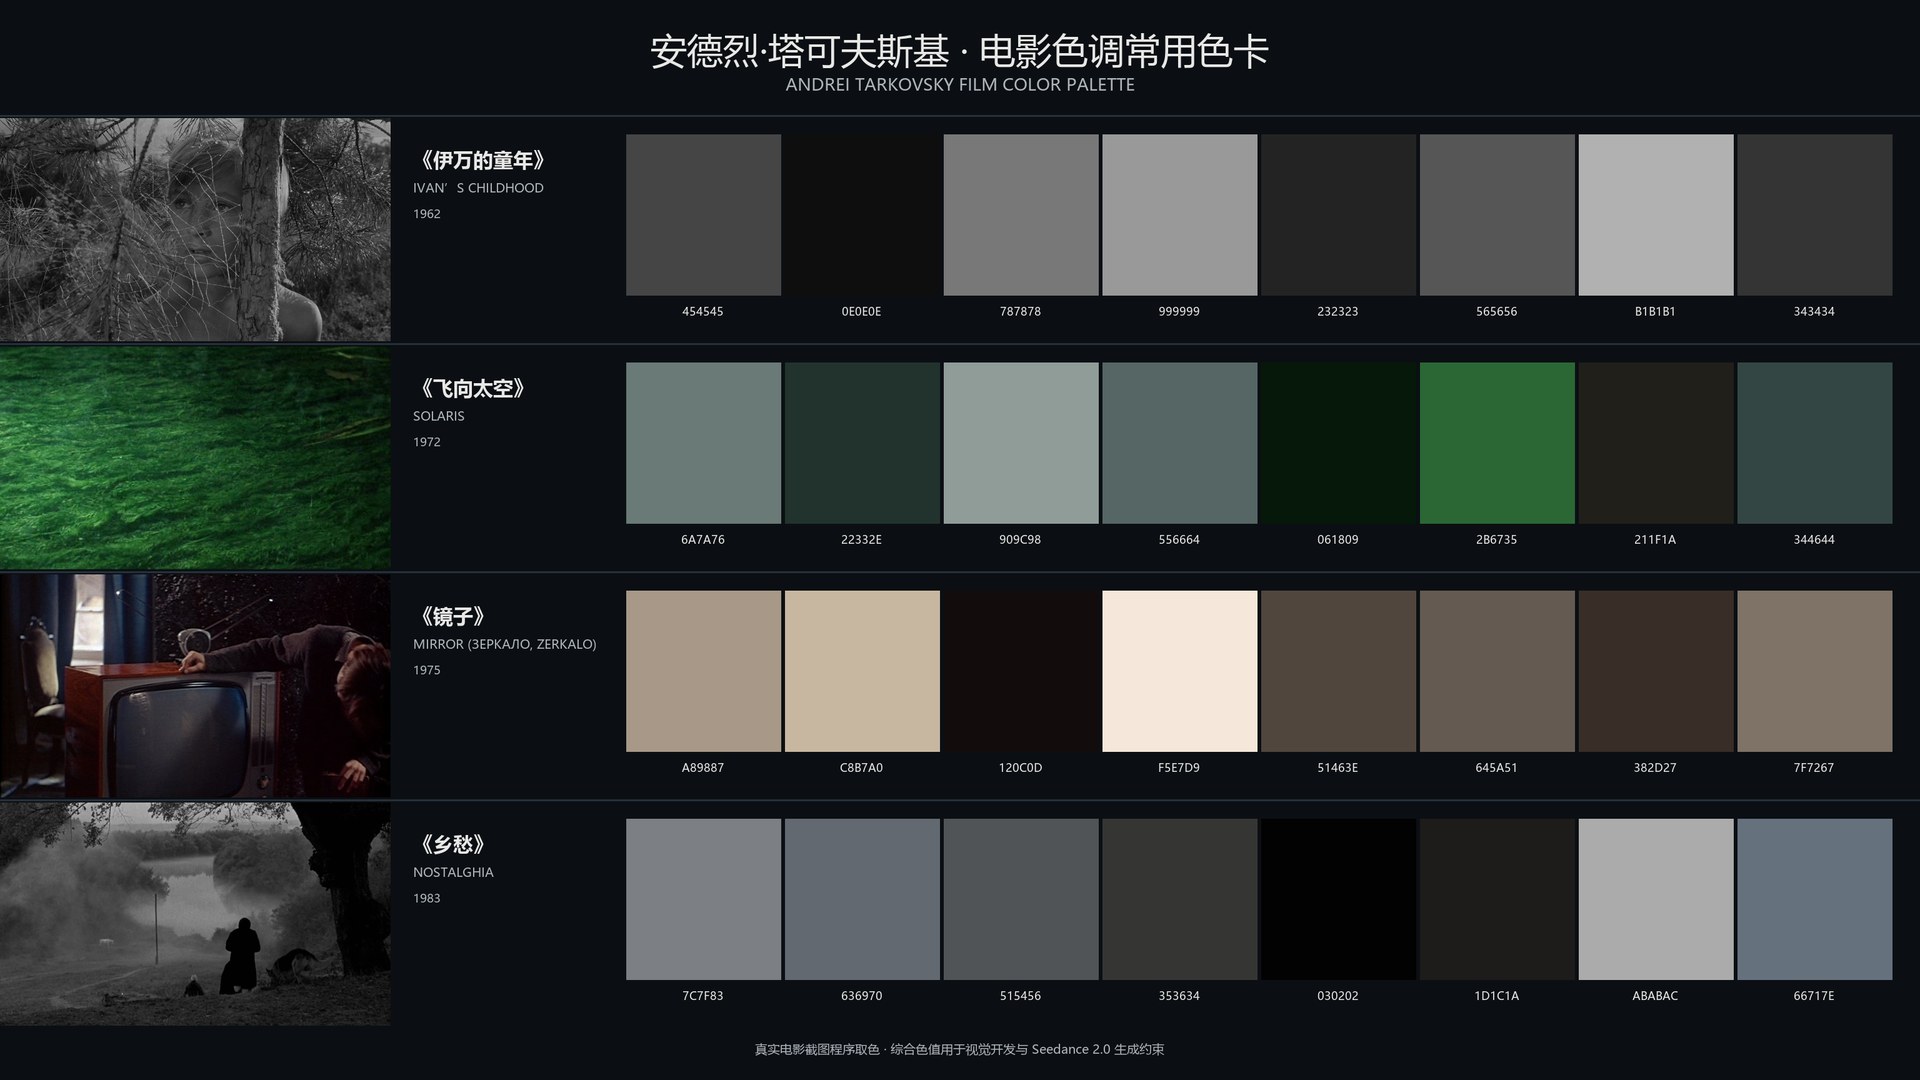 安德烈·塔可夫斯基 · 电影色调常用色卡
ANDREI TARKOVSKY FILM COLOR PALETTE
《伊万的童年》
IVAN’S CHILDHOOD
1962
454545 0E0E0E 787878 999999 232323 565656 B1B1B1 343434
《飞向太空》
SOLARIS
1972
6A7A76 22332E 909C98 556664 061809 2B6735 211F1A 344644
《镜子》
MIRROR (ЗЕРКАЛО, ZERKALO)
1975
A89887 C8B7A0 120C0D F5E7D9 51463E 645A51 382D27 7F7267
《乡愁》
NOSTALGHIA
1983
7C7F83 636970 515456 353634 030202 1D1C1A ABABAC 66717E
真实电影截图程序取色 · 综合色值用于视觉开发与 Seedance 2.0 生成约束